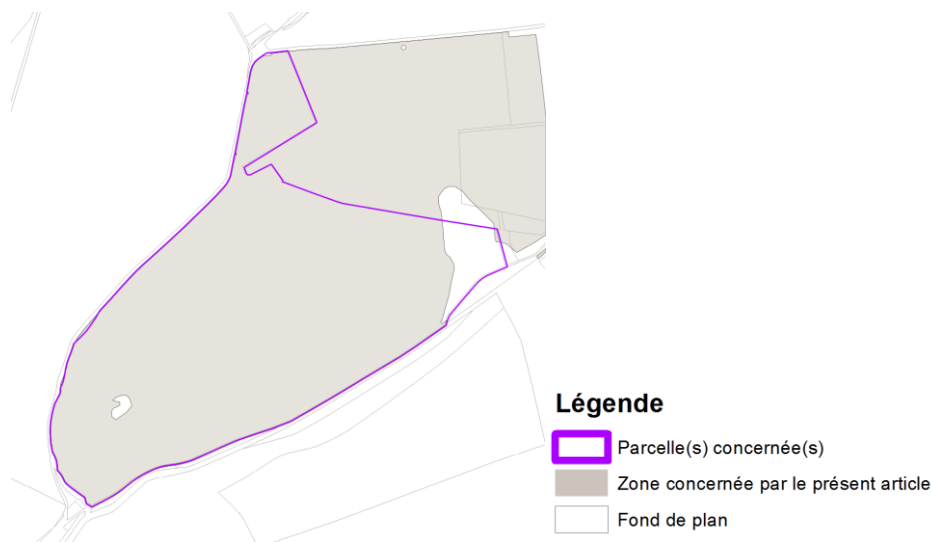 Légende
Parcelle(s) concernée(s)
Zone concernée par le présent article
Fond de plan